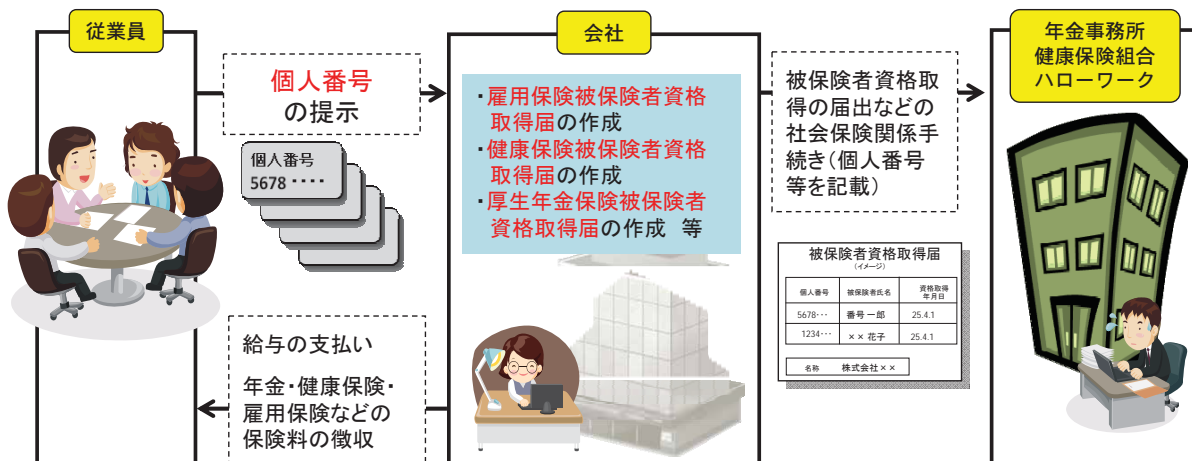 従業員
個人番号
の提示
個人番号
5678 ････
給与の支払い
年金・健康保険・
雇用保険などの
保険料の徴収
会社
・雇用保険被保険者資格
取得届の作成
・健康保険被保険者資格
取得届の作成
・厚生年金保険被保険者
資格取得届の作成 等
被保険者資格取
得の届出などの
社会保険関係手
続き(個人番号
等を記載)
被保険者資格取得届
(イメージ)
個人番号 被保険者氏名 資格取得
年月日
5678･･･ 番号 一郎 25.4.1
1234･･･ ×× 花子 25.4.1
名称 株式会社××
年金事務所
健康保険組合
ハローワーク